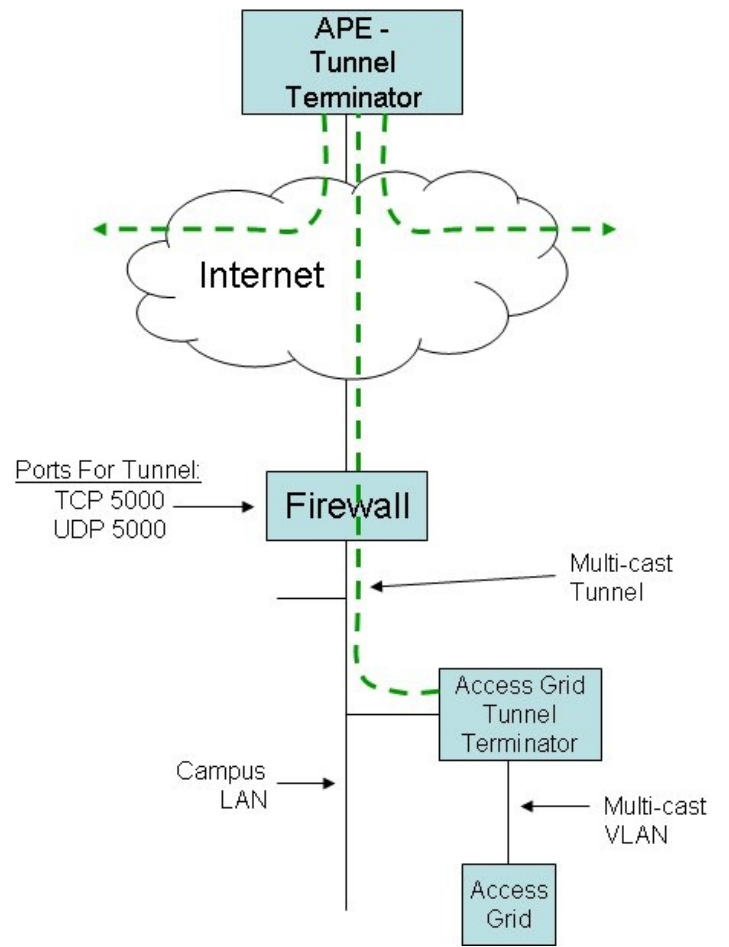 APE -
Tunnel
Terminator
Internet
Ports For Tunnel:
TCP 5000
UDP 5000
Firewall
Multi-cast
Tunnel
Access Grid
Tunnel
Terminator
Campus
LAN
Multi-cast
VLAN
Access
Grid